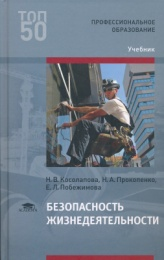 ТОП
50
ПРОФЕССИОНАЛЬНОЕ
ОБРАЗОВАНИЕ
Учебник
Н. В. Косолапова, Н. А. Прокопенко,
Е. Л. Побежимова
БЕЗОПАСНОСТЬ
ЖИЗНЕДЕЯТЕЛЬНОСТИ